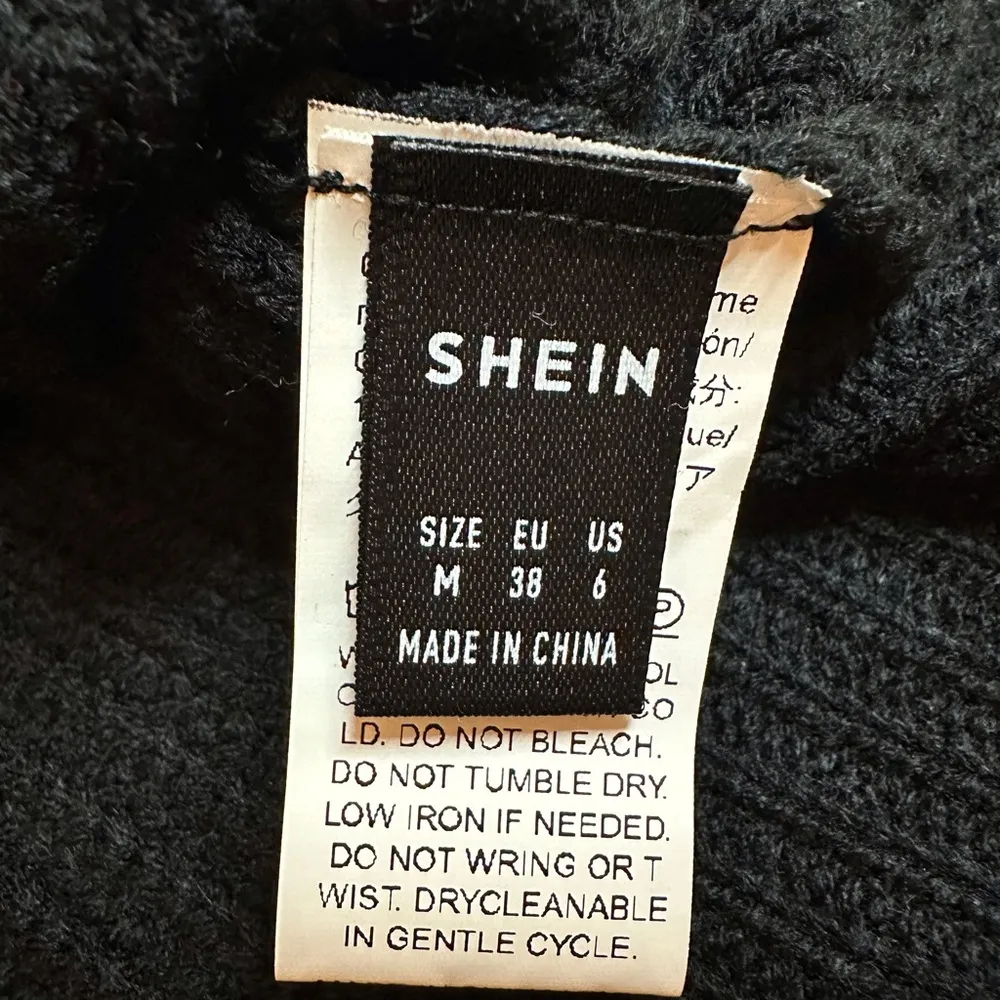 SHEIN
SIZE EU US
M 38 6
MADE IN CHINA
LD. DO NOT BLEACH.
DO NOT TUMBLE DRY.
LOW IRON IF NEEDED.
DO NOT WRING OR T
WIST. DRYCLEANABLE
IN GENTLE CYCLE.